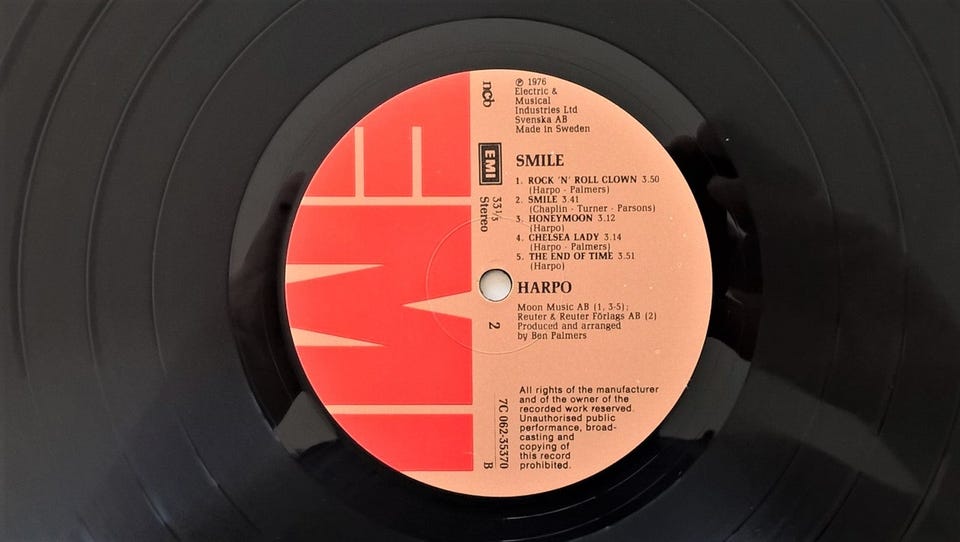 ℗ 1976
Electric &
Musical
Industries Ltd
Svenska AB
Made in Sweden
ncb
EMI
33⅓
Stereo
SMILE
1. ROCK 'N' ROLL CLOWN 3.50
(Harpo - Palmers)
2. SMILE 3.41
(Chaplin - Turner - Parsons)
3. HONEYMOON 3.12
(Harpo)
4. CHELSEA LADY 3.14
(Harpo - Palmers)
5. THE END OF TIME 3.51
(Harpo)
HARPO
Moon Music AB (1, 3-5);
Reuter & Reuter Förlags AB (2)
Produced and arranged
by Ben Palmers
2
All rights of the manufacturer
and of the owner of the
recorded work reserved.
Unauthorised public
performance, broad-
casting and
copying of
this record
prohibited.
7C 062-35370
B
EMI